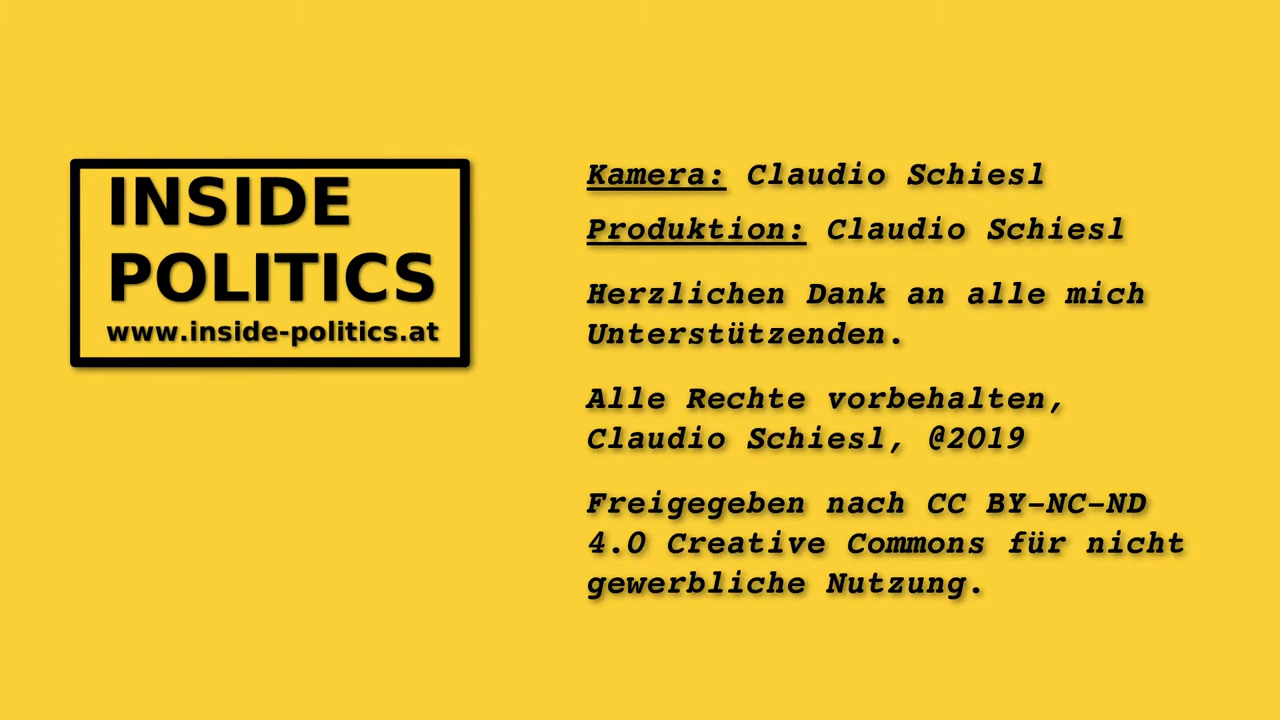 INSIDE
POLITICS
www.inside-politics.at
Kamera: Claudio Schiesl
Produktion: Claudio Schiesl
Herzlichen Dank an alle mich
Unterstützenden.
Alle Rechte vorbehalten,
Claudio Schiesl, @2019
Freigegeben nach CC BY-NC-ND
4.0 Creative Commons für nicht
gewerbliche Nutzung.